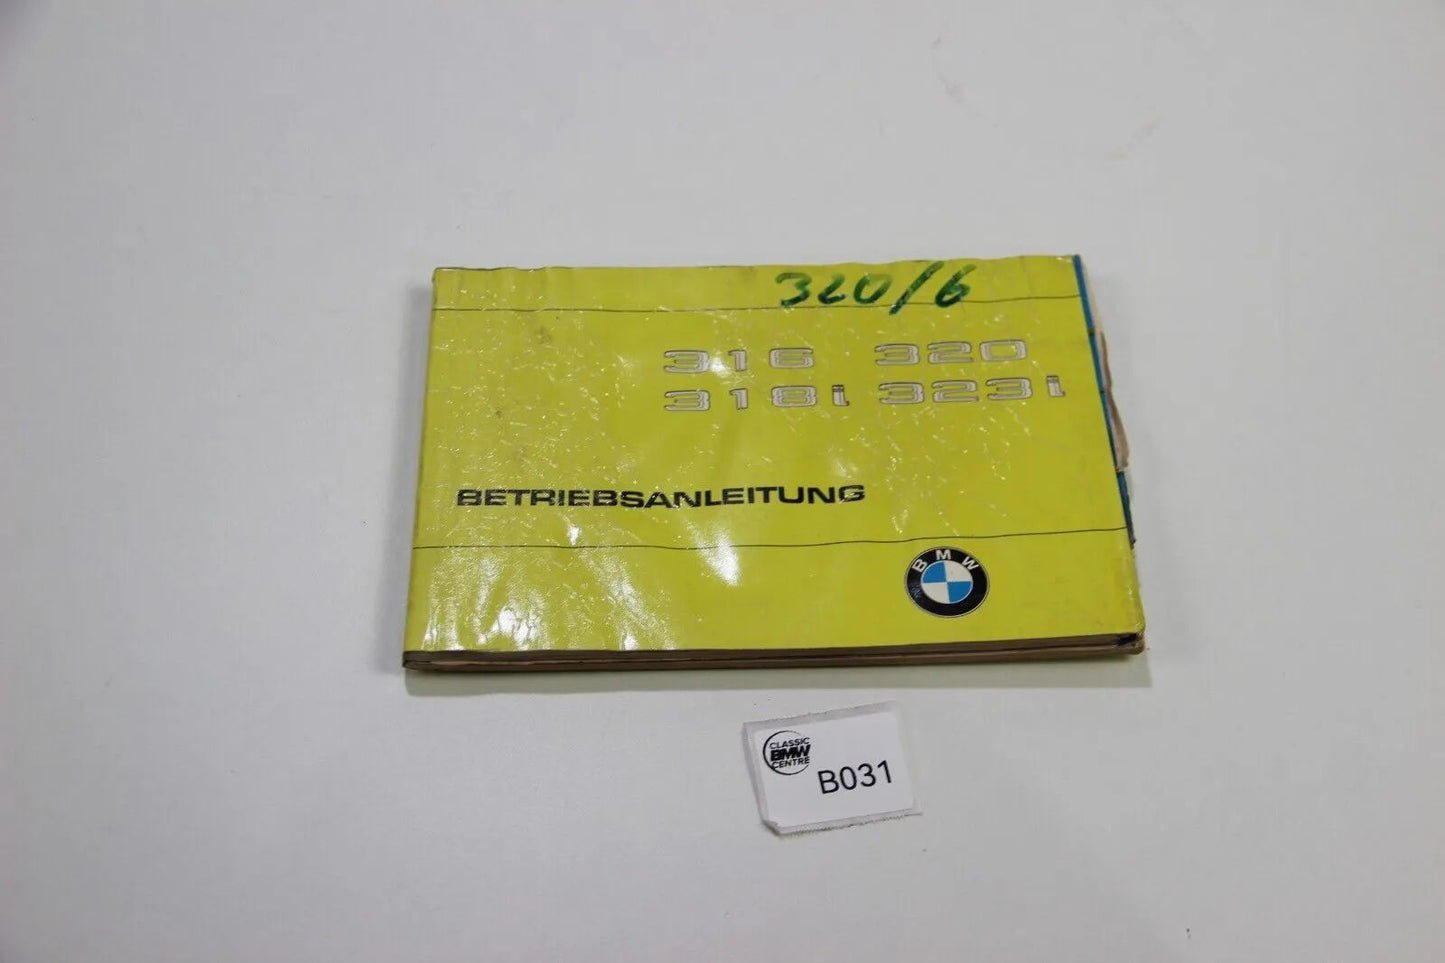 320/6
316 320
318i 323i
BETRIEBSANLEITUNG
BMW
CLASSIC
BMW
CENTRE
B031